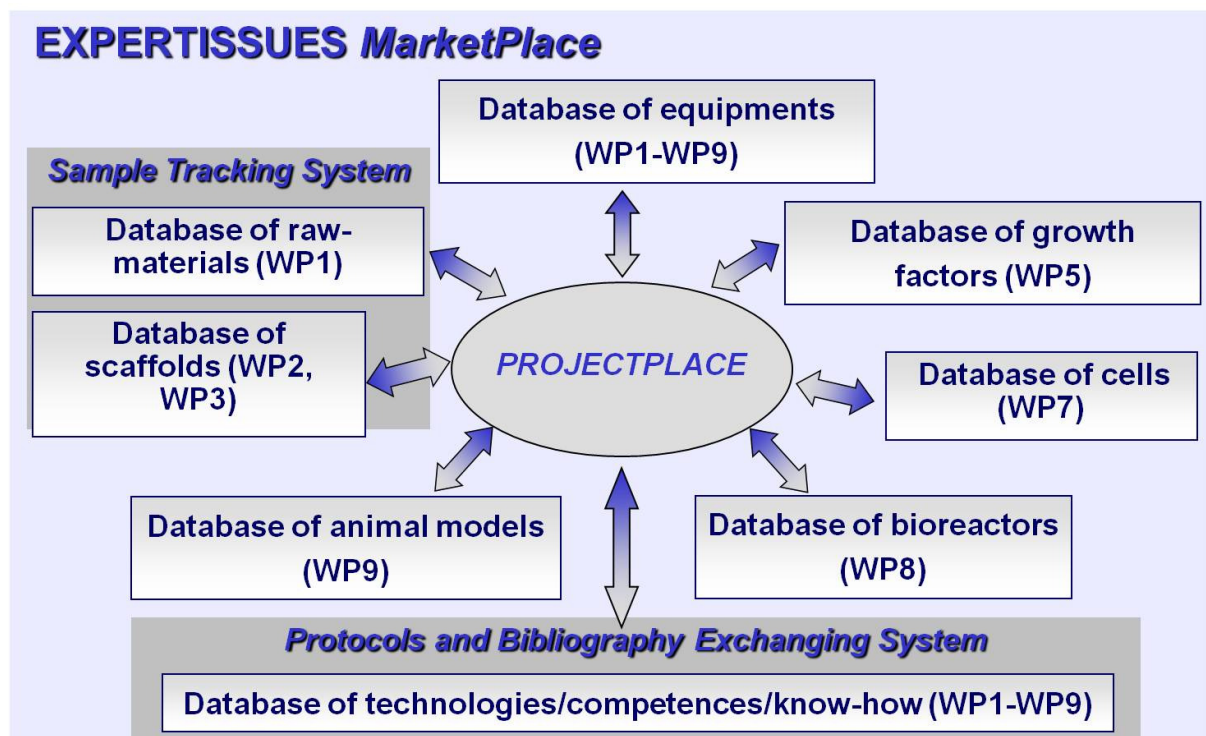 EXPERTISSUES MarketPlace
Database of equipments
(WP1-WP9)
Sample Tracking System
Database of raw-
materials (WP1)
Database of growth
factors (WP5)
Database of
scaffolds (WP2,
WP3)
PROJECTPLACE
Database of cells
(WP7)
Database of animal models
(WP9)
Database of bioreactors
(WP8)
Protocols and Bibliography Exchanging System
Database of technologies/competences/know-how (WP1-WP9)